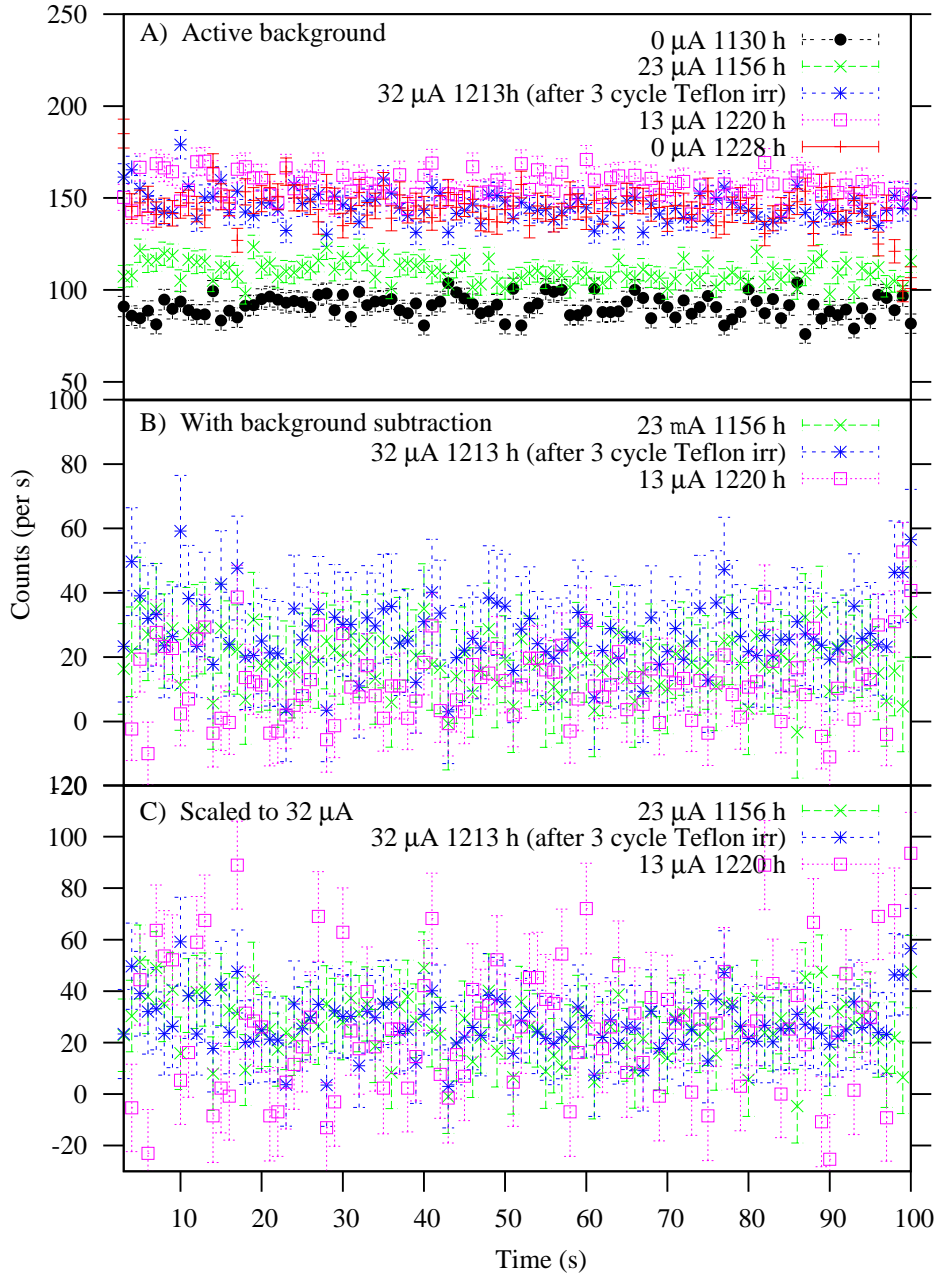 250
200
150
100
50
A) Active background
0 μA 1130 h
23 μA 1156 h
32 μA 1213h (after 3 cycle Teflon irr)
13 μA 1220 h
0 μA 1228 h
100
80
60
40
20
0
-20
B) With background subtraction
23 mA 1156 h
32 μA 1213 h (after 3 cycle Teflon irr)
13 μA 1220 h
Counts (per s)
120
100
80
60
40
20
0
-20
C) Scaled to 32 μA
23 μA 1156 h
32 μA 1213 h (after 3 cycle Teflon irr)
13 μA 1220 h
10 20 30 40 50 60 70 80 90 100
Time (s)